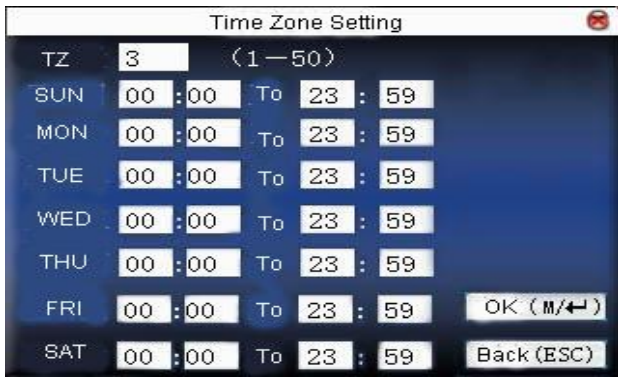 Time Zone Setting
TZ 3 (1—50)
SUN 00 :00 To 23 : 59
MON 00 :00 To 23 : 59
TUE 00 :00 To 23 : 59
WED 00 :00 To 23 : 59
THU 00 :00 To 23 : 59
FRI 00 :00 To 23 : 59 OK (M/↵)
SAT 00 :00 To 23 : 59 Back(ESC)